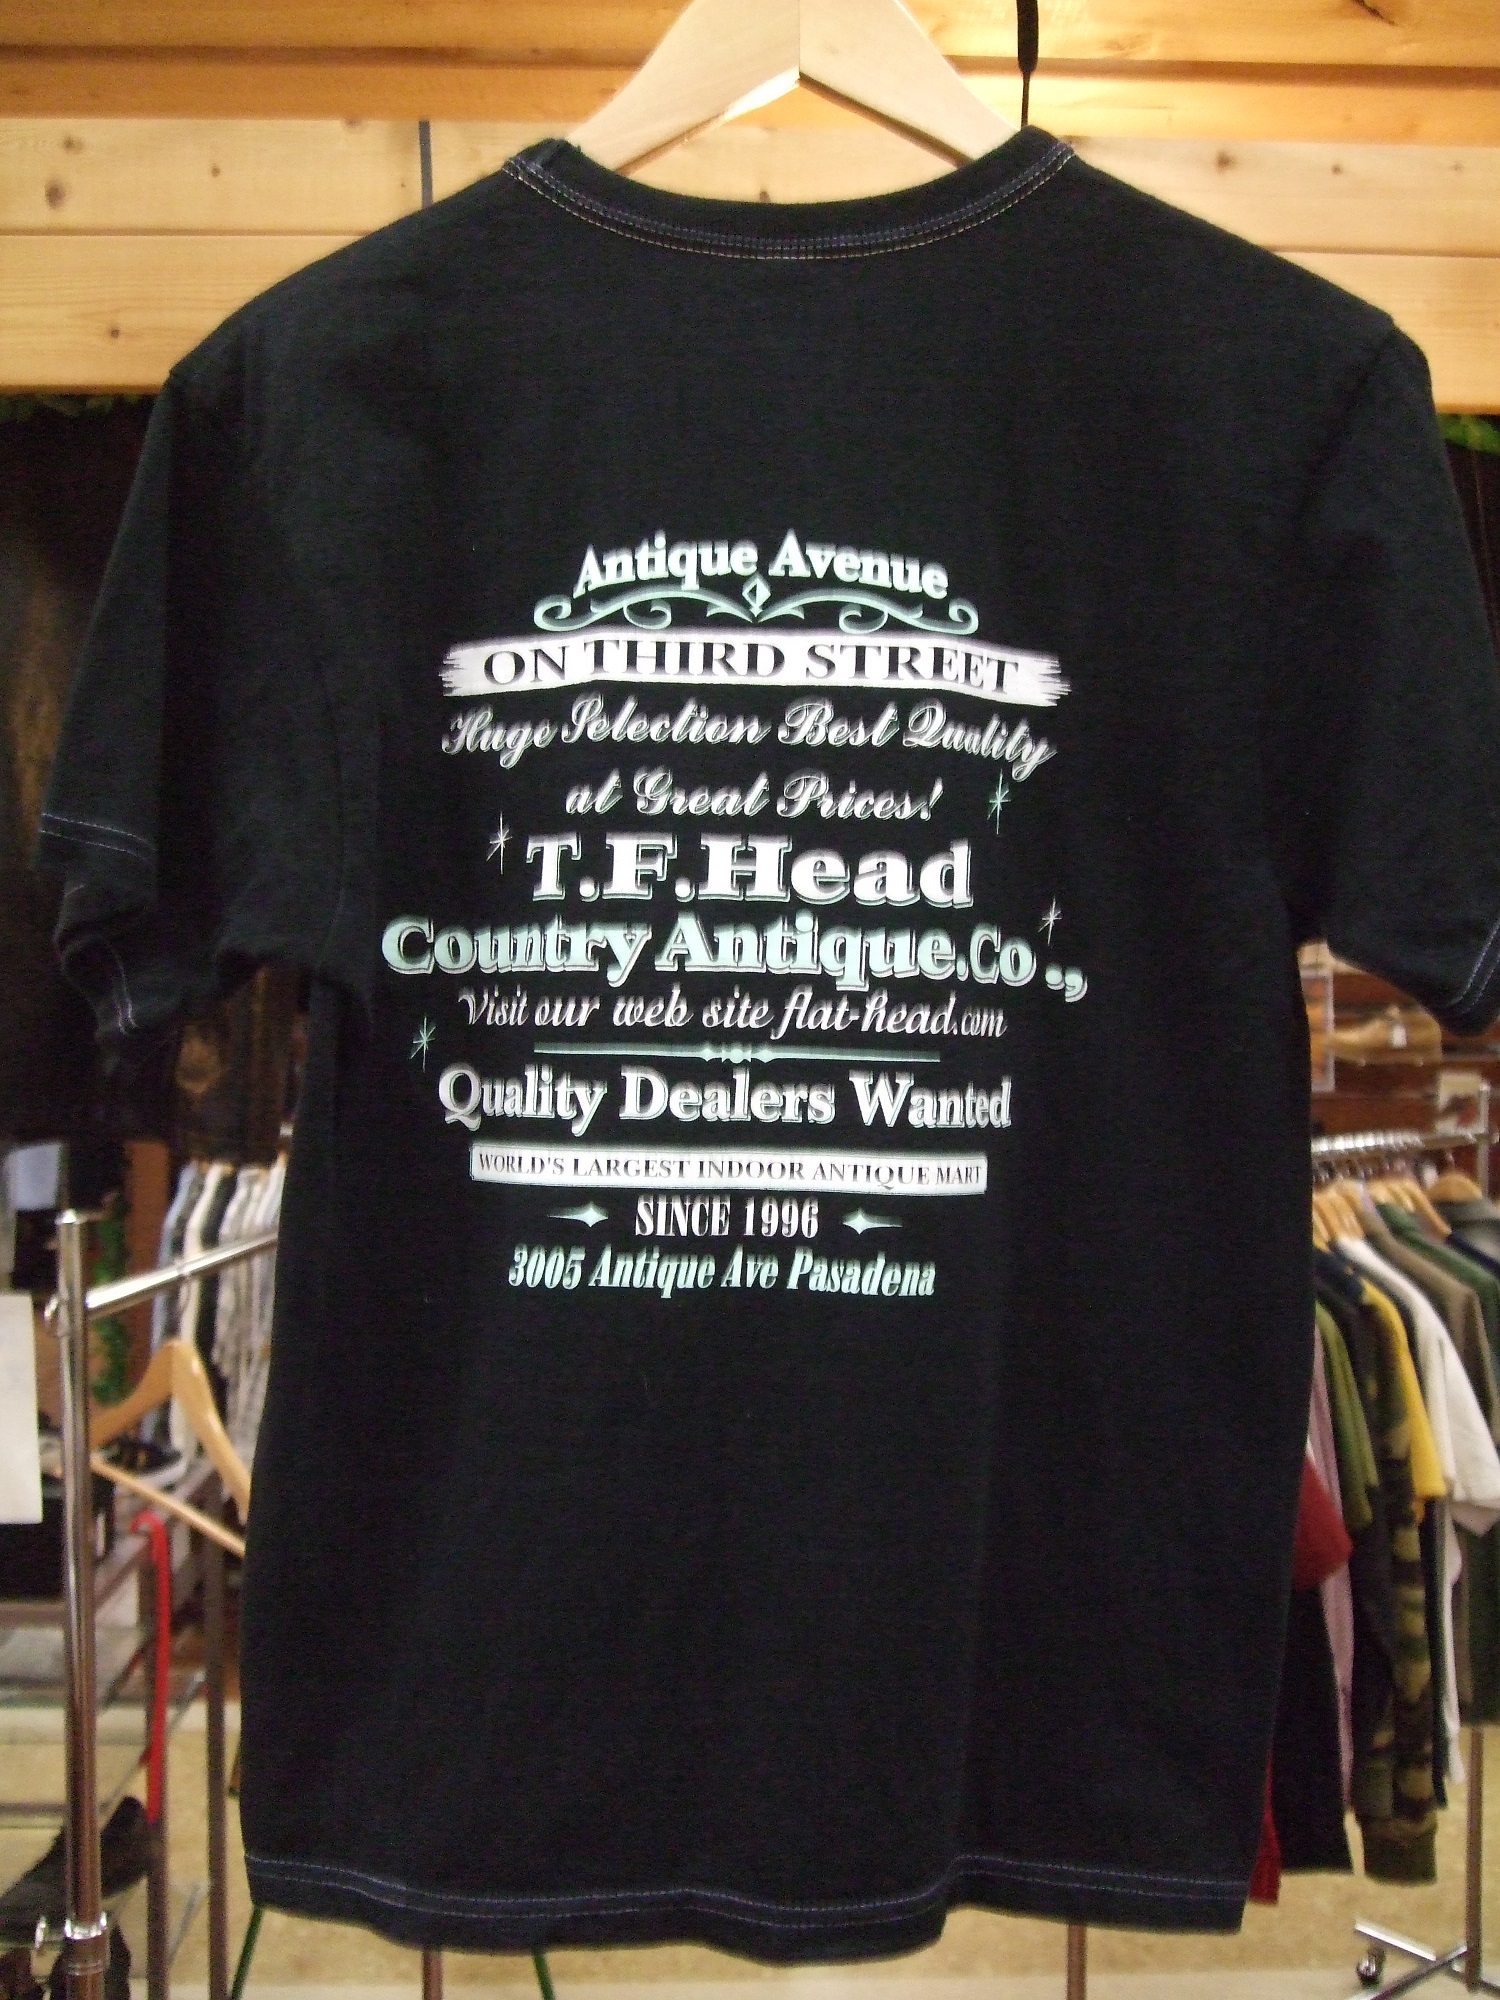 Antique Avenue
ON THIRD STREET
Huge Selection Best Quality
at Great Prices!
T.F.Head
Country Antique.Co.,
Visit our web site flat-head.com
Quality Dealers Wanted
WORLD'S LARGEST INDOOR ANTIQUE MART
SINCE 1996
3005 Antique Ave Pasadena